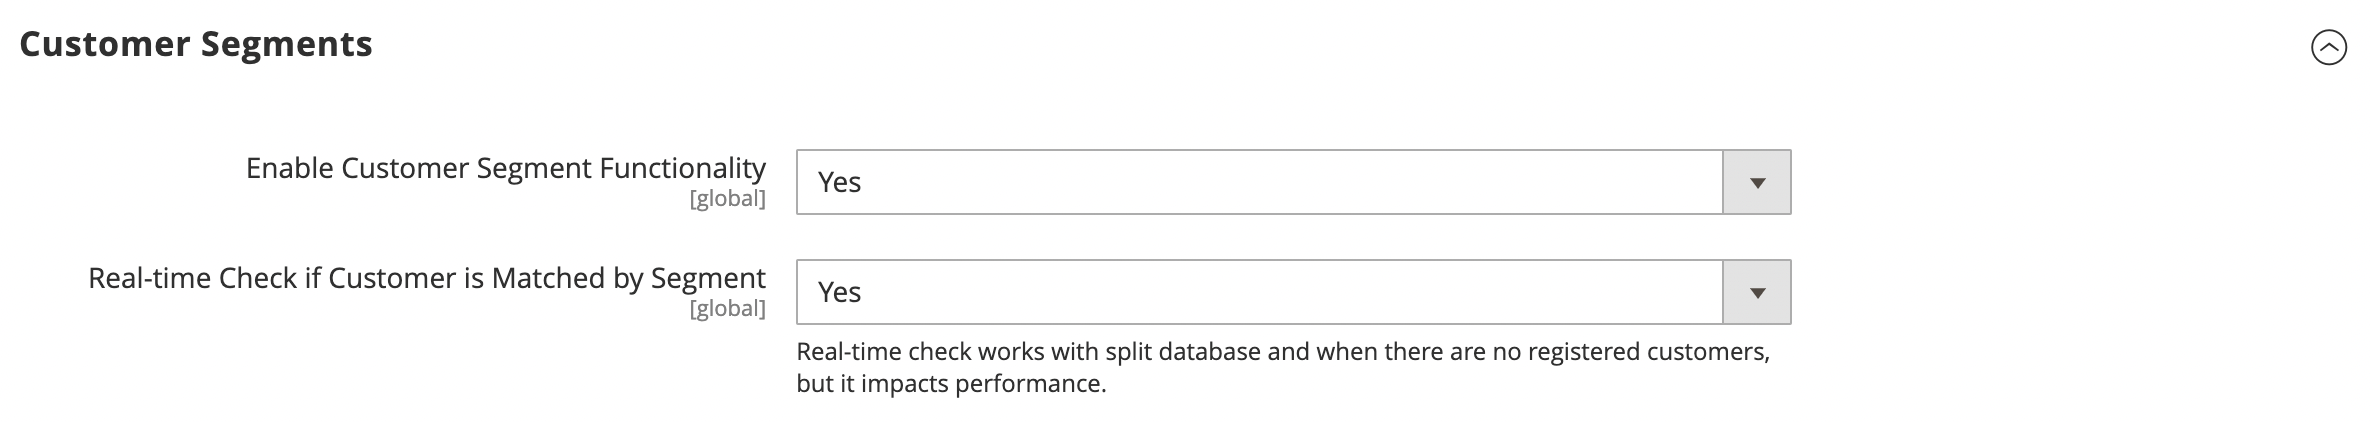 Customer Segments
Enable Customer Segment Functionality
[global]
Yes
Real-time Check if Customer is Matched by Segment
[global]
Yes
Real-time check works with split database and when there are no registered customers,
but it impacts performance.